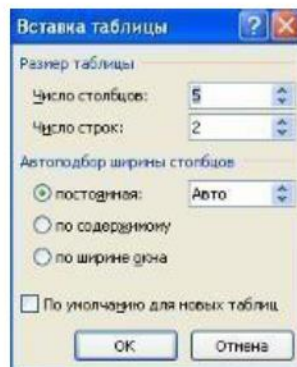 Вставка таблицы
Размер таблицы
Число столбцов: 5
Число строк: 2
Автоподбор ширины столбцов
постоянная: Авто
по содержимому
по ширине окна
По умолчанию для новых таблиц
ОК Отмена